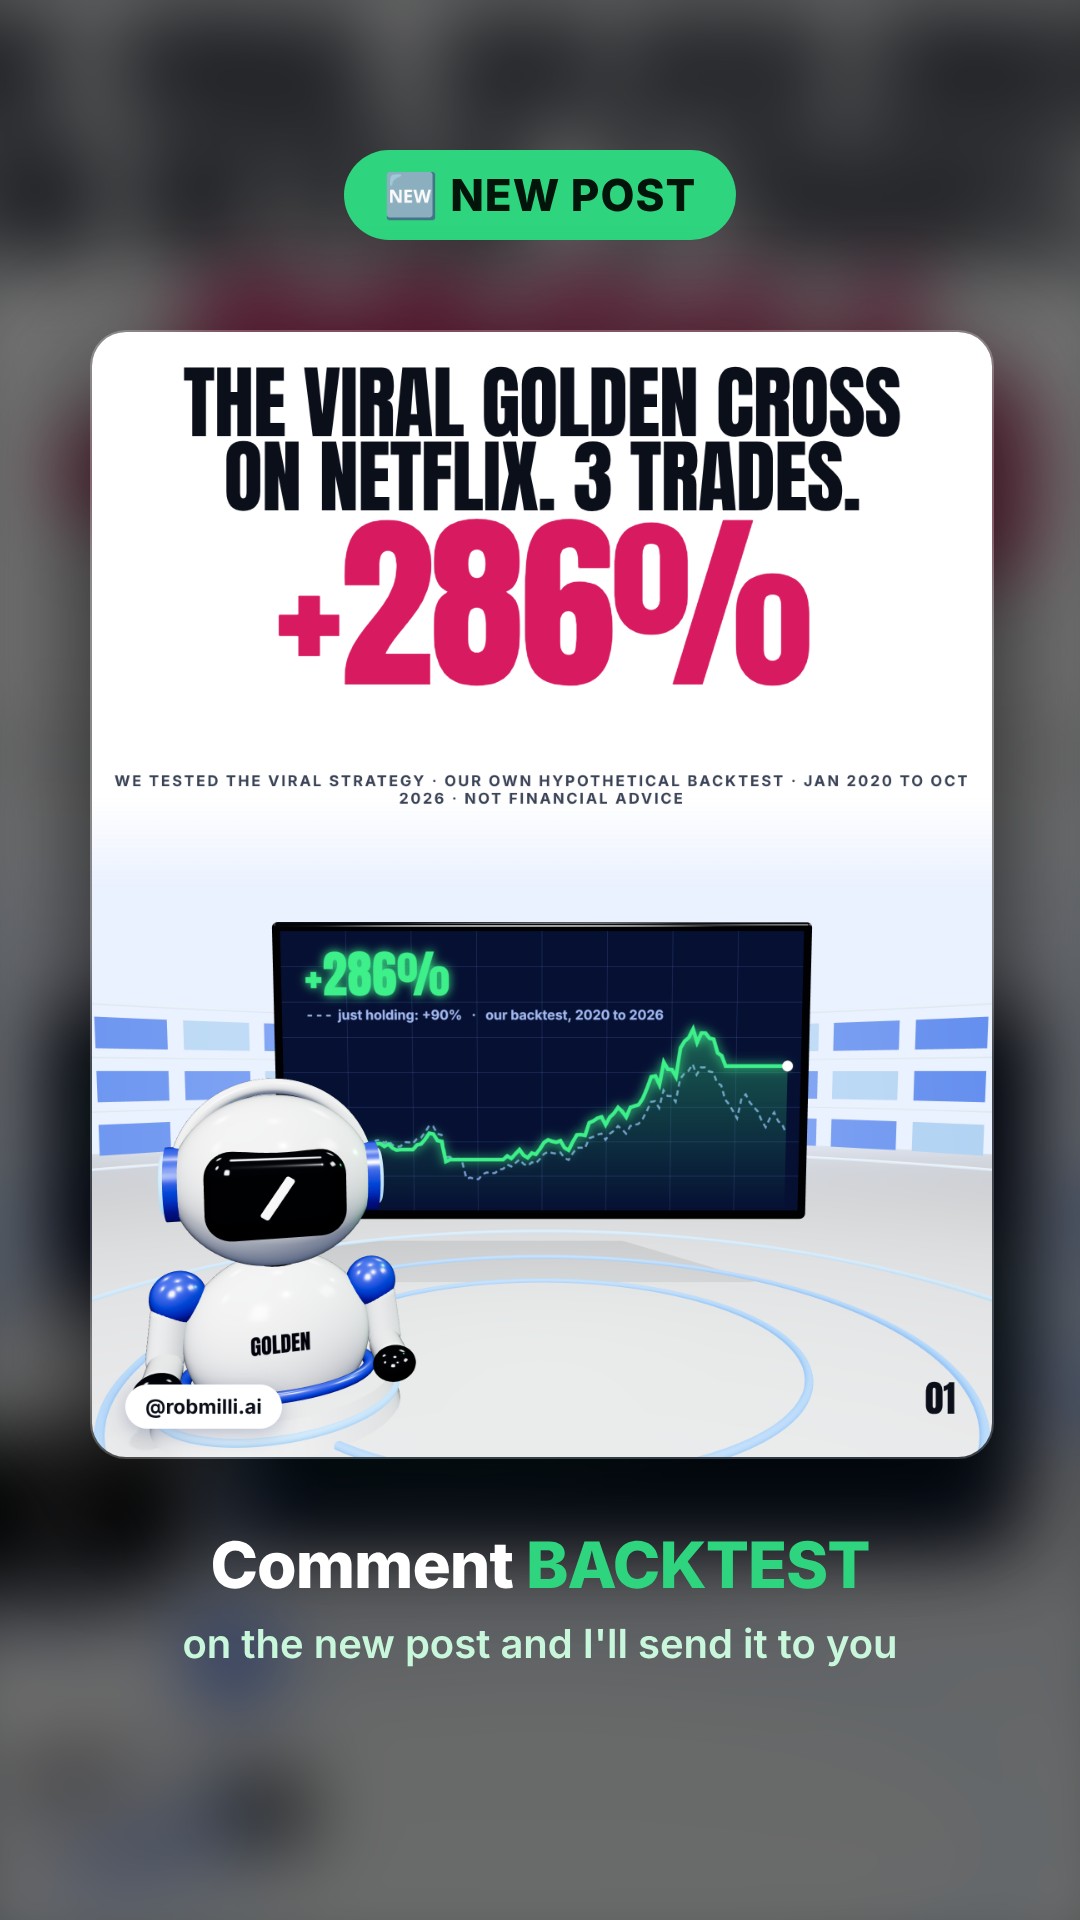 🆕 NEW POST
THE VIRAL GOLDEN CROSS
ON NETFLIX. 3 TRADES.
+286%
WE TESTED THE VIRAL STRATEGY · OUR OWN HYPOTHETICAL BACKTEST · JAN 2020 TO OCT
2026 · NOT FINANCIAL ADVICE
+286%
--- just holding: +90% · our backtest, 2020 to 2026
GOLDEN
@robmilli.ai
01
Comment BACKTEST
on the new post and I'll send it to you